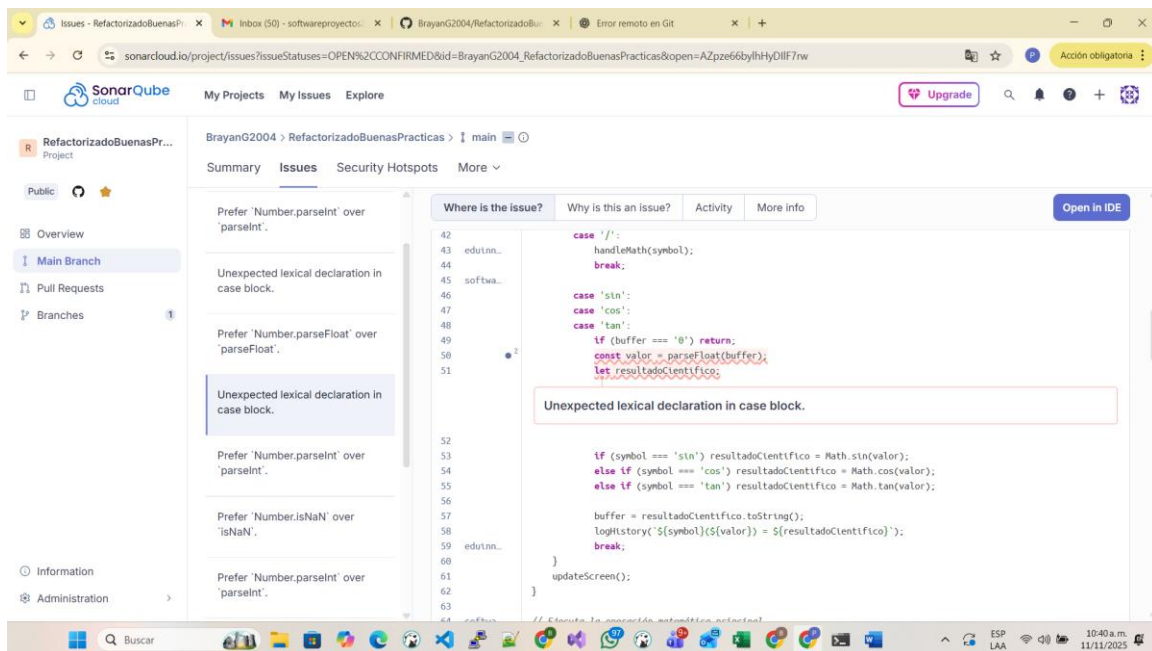 Issues - RefactorizadoBuenasPr
Inbox (50) - softwareproyectos
BrayanG2004/RefactorizadoBue
Error remoto en Git
sonarcloud.io/project/issues?issueStatuses=OPEN%2CCONFIRMED&id=BrayanG2004_RefactorizadoBuenasPracticas&open=AZpze66bylhHyDIlF7rw
P
Acción obligatoria
SonarQube
cloud
My Projects My Issues Explore
Upgrade
R
RefactorizadoBuenasPr...
Project
Public
Overview
Main Branch
Pull Requests
Branches 1
Information
Administration
BrayanG2004 > RefactorizadoBuenasPracticas > main
Summary Issues Security Hotspots More
Prefer `Number.parseInt` over
`parseInt`.
Unexpected lexical declaration in
case block.
Prefer `Number.parseFloat` over
`parseFloat`.
Unexpected lexical declaration in
case block.
Prefer `Number.parseInt` over
`parseInt`.
Prefer `Number.isNaN` over
`isNaN`.
Prefer `Number.parseInt` over
`parseInt`.
Where is the issue? Why is this an issue? Activity More info
Open in IDE
42 case '/':
43 eduinn… handleMath(symbol);
44 break;
45 softwa…
46 case 'sin':
47 case 'cos':
48 case 'tan':
49 if (buffer === '0') return;
50 2 const valor = parseFloat(buffer);
51 let resultadoCientifico;
Unexpected lexical declaration in case block.
52
53 if (symbol === 'sin') resultadoCientifico = Math.sin(valor);
54 else if (symbol === 'cos') resultadoCientifico = Math.cos(valor);
55 else if (symbol === 'tan') resultadoCientifico = Math.tan(valor);
56
57 buffer = resultadoCientifico.toString();
58 logHistory(`${symbol}(${valor}) = ${resultadoCientifico}`);
59 eduinn… break;
60 }
61 updateScreen();
62 }
63
64 softwa… // Ejecuta la operación matemática principal
Buscar
97
ESP
LAA
10:40 a. m.
11/11/2025